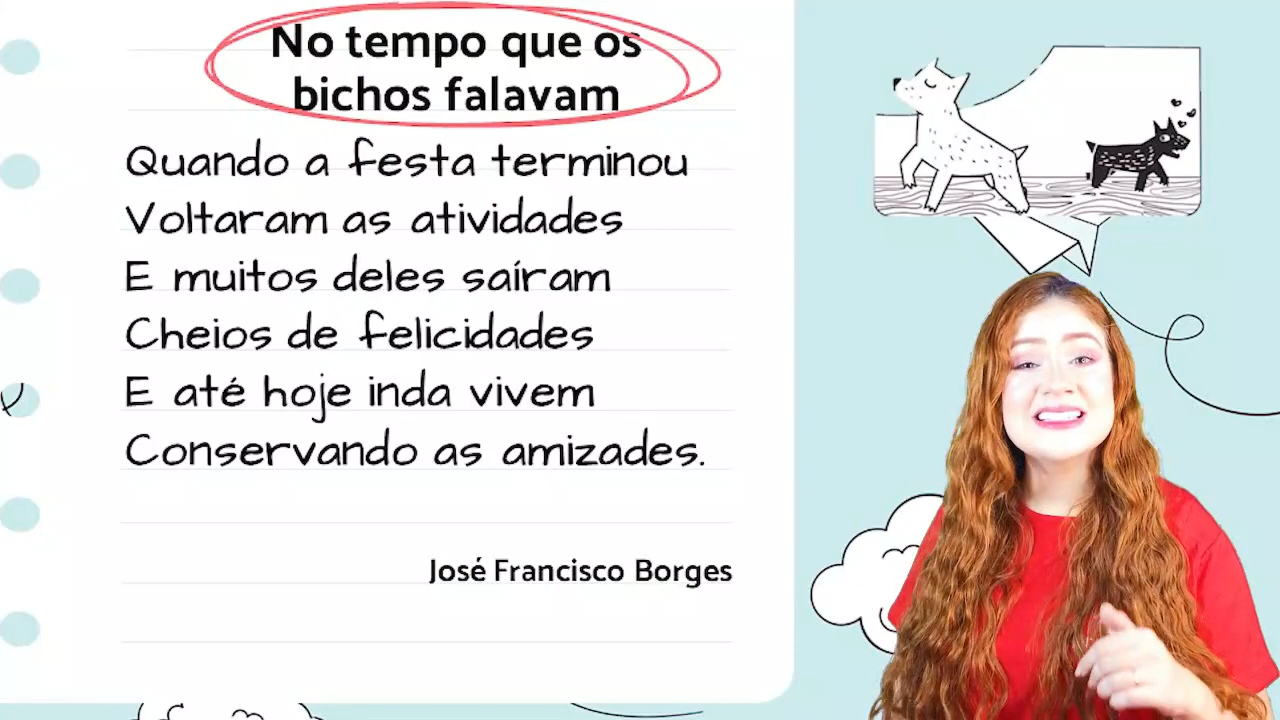 No tempo que os
bichos falavam
Quando a festa terminou
Voltaram as atividades
E muitos deles saíram
Cheios de felicidades
E até hoje inda vivem
Conservando as amizades.
José Francisco Borges